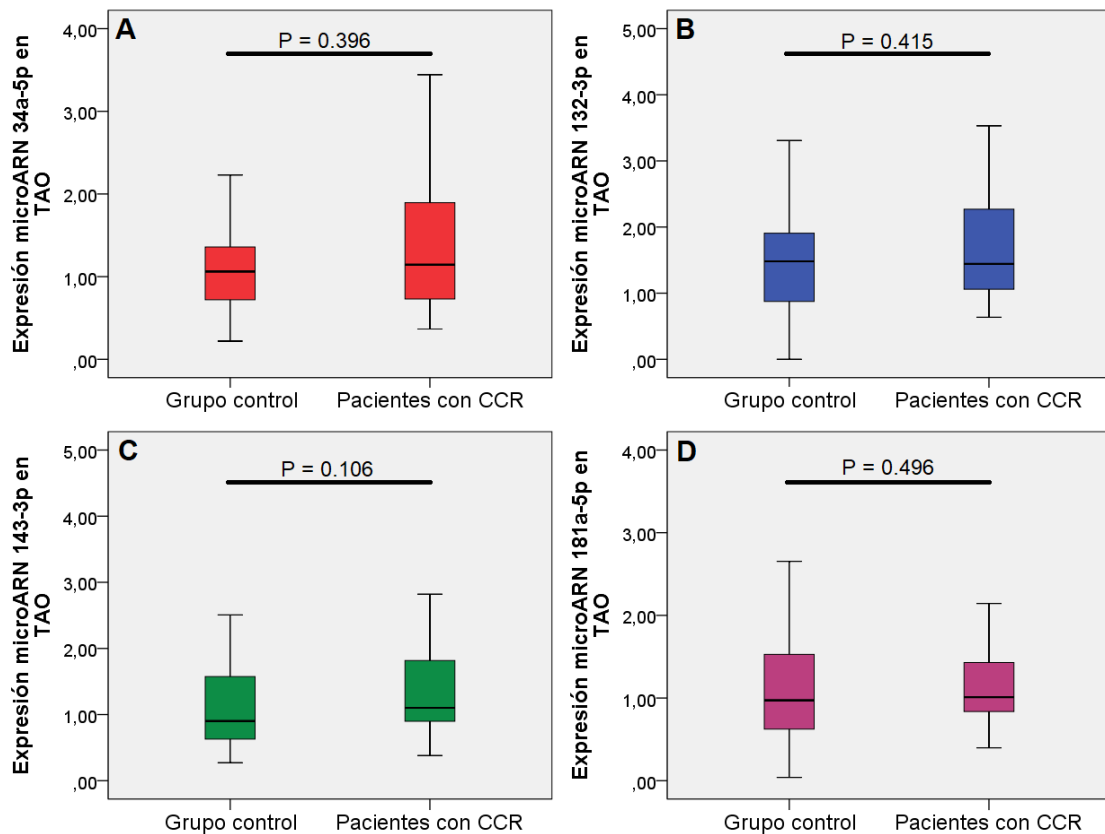 A
P = 0.396
Expresión microARN 34a-5p en
TAO
4,00
3,00
2,00
1,00
,00
Grupo control
Pacientes con CCR
B
P = 0.415
Expresión microARN 132-3p en
TAO
5,00
4,00
3,00
2,00
1,00
,00
Grupo control
Pacientes con CCR
C
P = 0.106
Expresión microARN 143-3p en
TAO
5,00
4,00
3,00
2,00
1,00
,00
Grupo control
Pacientes con CCR
D
P = 0.496
Expresión microARN 181a-5p en
TAO
4,00
3,00
2,00
1,00
,00
Grupo control
Pacientes con CCR